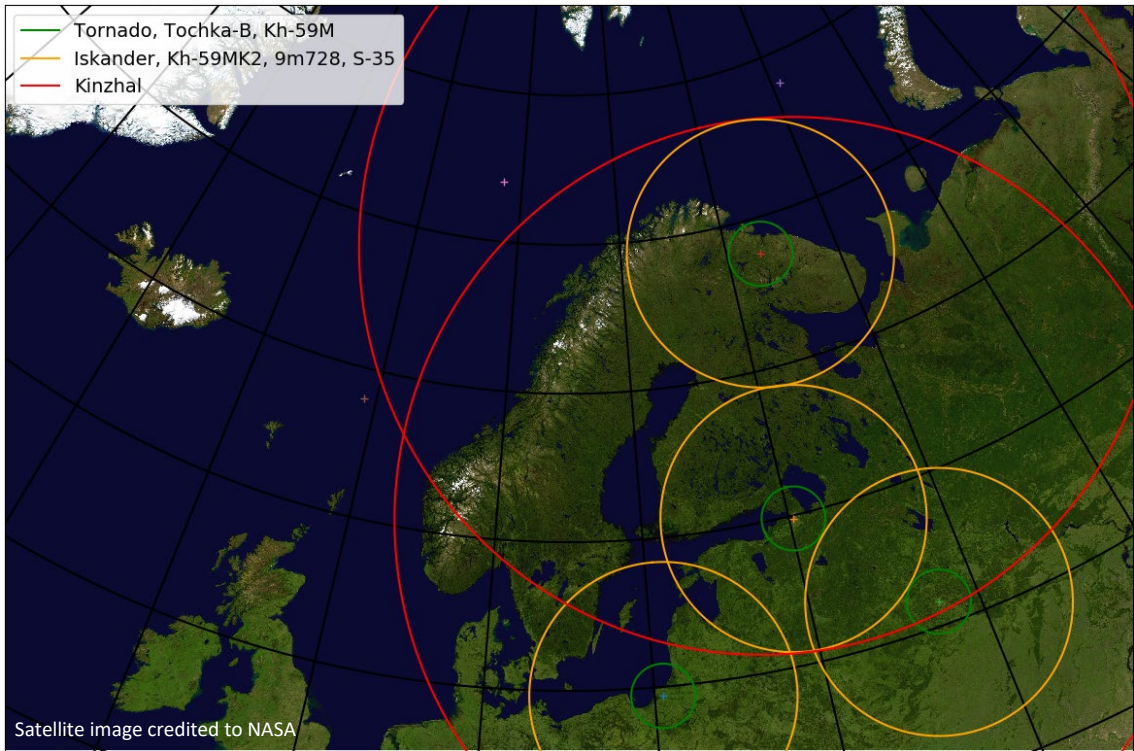 Tornado, Tochka-B, Kh-59M
Iskander, Kh-59MK2, 9m728, S-35
Kinzhal
Satellite image credited to NASA